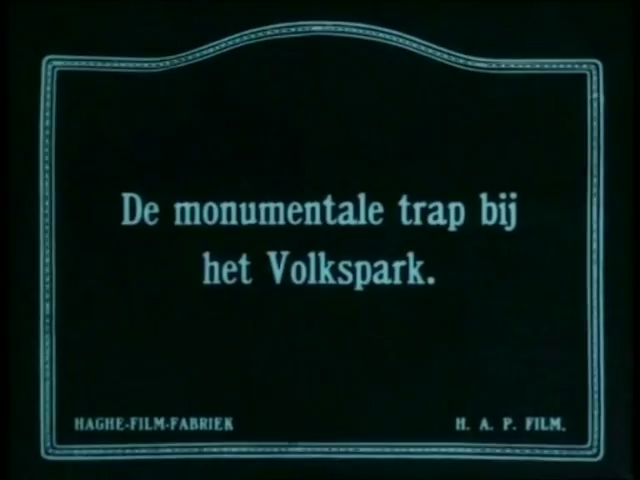 De monumentale trap bij
het Volkspark.
HAGHE-FILM-FABRIEK
H. A. P. FILM.